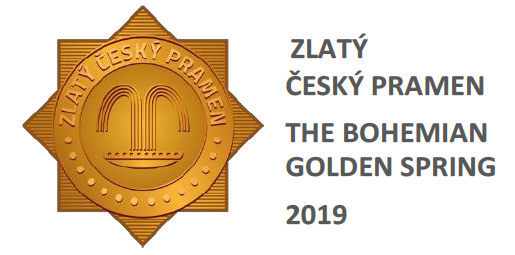 ZLATÝ ČESKÝ PRAMEN
ZLATÝ
ČESKÝ PRAMEN
THE BOHEMIAN
GOLDEN SPRING
2019